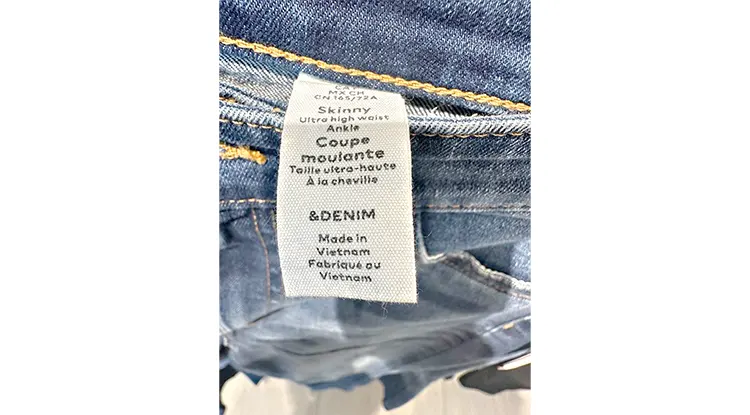 MX CH
CN 165/72A
Skinny
Ultra high waist
Ankle
Coupe
moulante
Taille ultra-haute
À la cheville
&DENIM
Made in
Vietnam
Fabriqué au
Vietnam